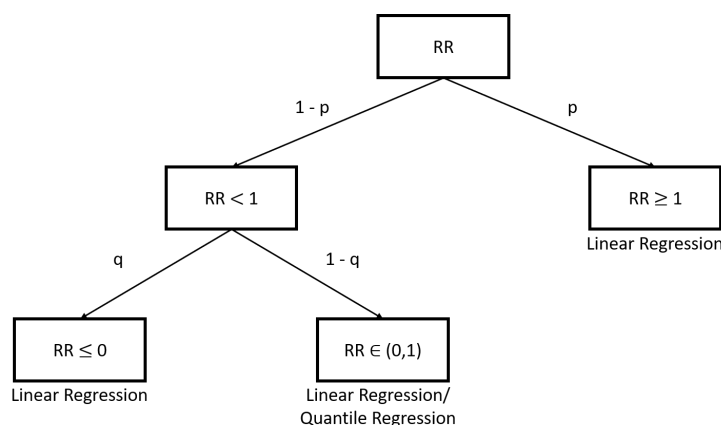 RR
1 - p
p
RR < 1
RR ≥ 1
Linear Regression
q
1 - q
RR ≤ 0
RR ∈ (0,1)
Linear Regression
Linear Regression/
Quantile Regression